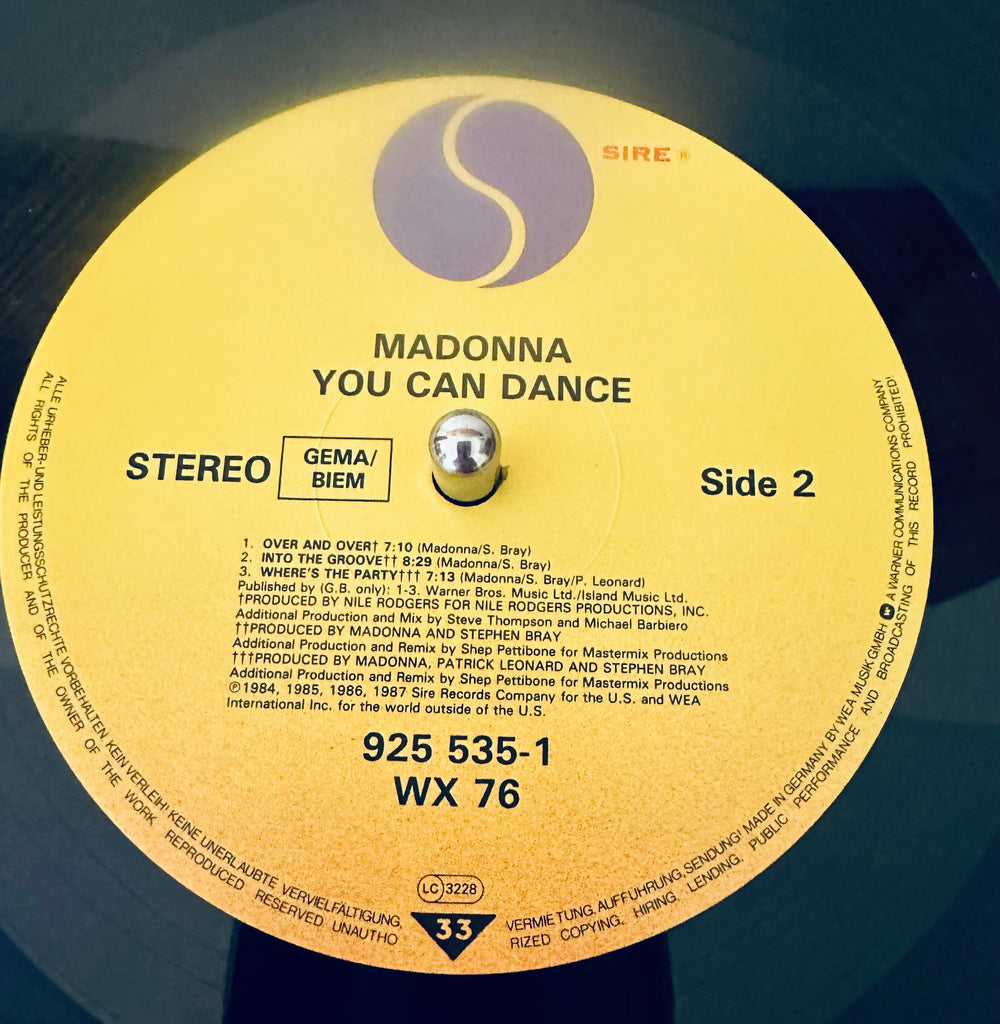 SIRE ®
MADONNA
YOU CAN DANCE
STEREO
GEMA/
BIEM
Side 2
1. OVER AND OVER† 7:10 (Madonna/S. Bray)
2. INTO THE GROOVE†† 8:29 (Madonna/S. Bray)
3. WHERE'S THE PARTY††† 7:13 (Madonna/S. Bray/P. Leonard)
Published by (G.B. only): 1-3. Warner Bros. Music Ltd./Island Music Ltd.
†PRODUCED BY NILE RODGERS FOR NILE RODGERS PRODUCTIONS, INC.
Additional Production and Mix by Steve Thompson and Michael Barbiero
††PRODUCED BY MADONNA AND STEPHEN BRAY
Additional Production and Remix by Shep Pettibone for Mastermix Productions
†††PRODUCED BY MADONNA, PATRICK LEONARD AND STEPHEN BRAY
Additional Production and Remix by Shep Pettibone for Mastermix Productions
℗1984, 1985, 1986, 1987 Sire Records Company for the U.S. and WEA
International Inc. for the world outside of the U.S.
925 535-1
WX 76
LC 3228
33
ALLE URHEBER- UND LEISTUNGSSCHUTZRECHTE VORBEHALTEN KEIN VERLEIH! KEINE UNERLAUBTE VERVIELFÄLTIGUNG, VERMIETUNG, AUFFÜHRUNG, SENDUNG! MADE IN GERMANY BY WEA MUSIK GMBH A WARNER COMMUNICATIONS COMPANY
ALL RIGHTS OF THE PRODUCER AND OF THE OWNER OF THE WORK REPRODUCED RESERVED UNAUTHORIZED COPYING, HIRING, LENDING, PUBLIC PERFORMANCE AND BROADCASTING OF THIS RECORD PROHIBITED!